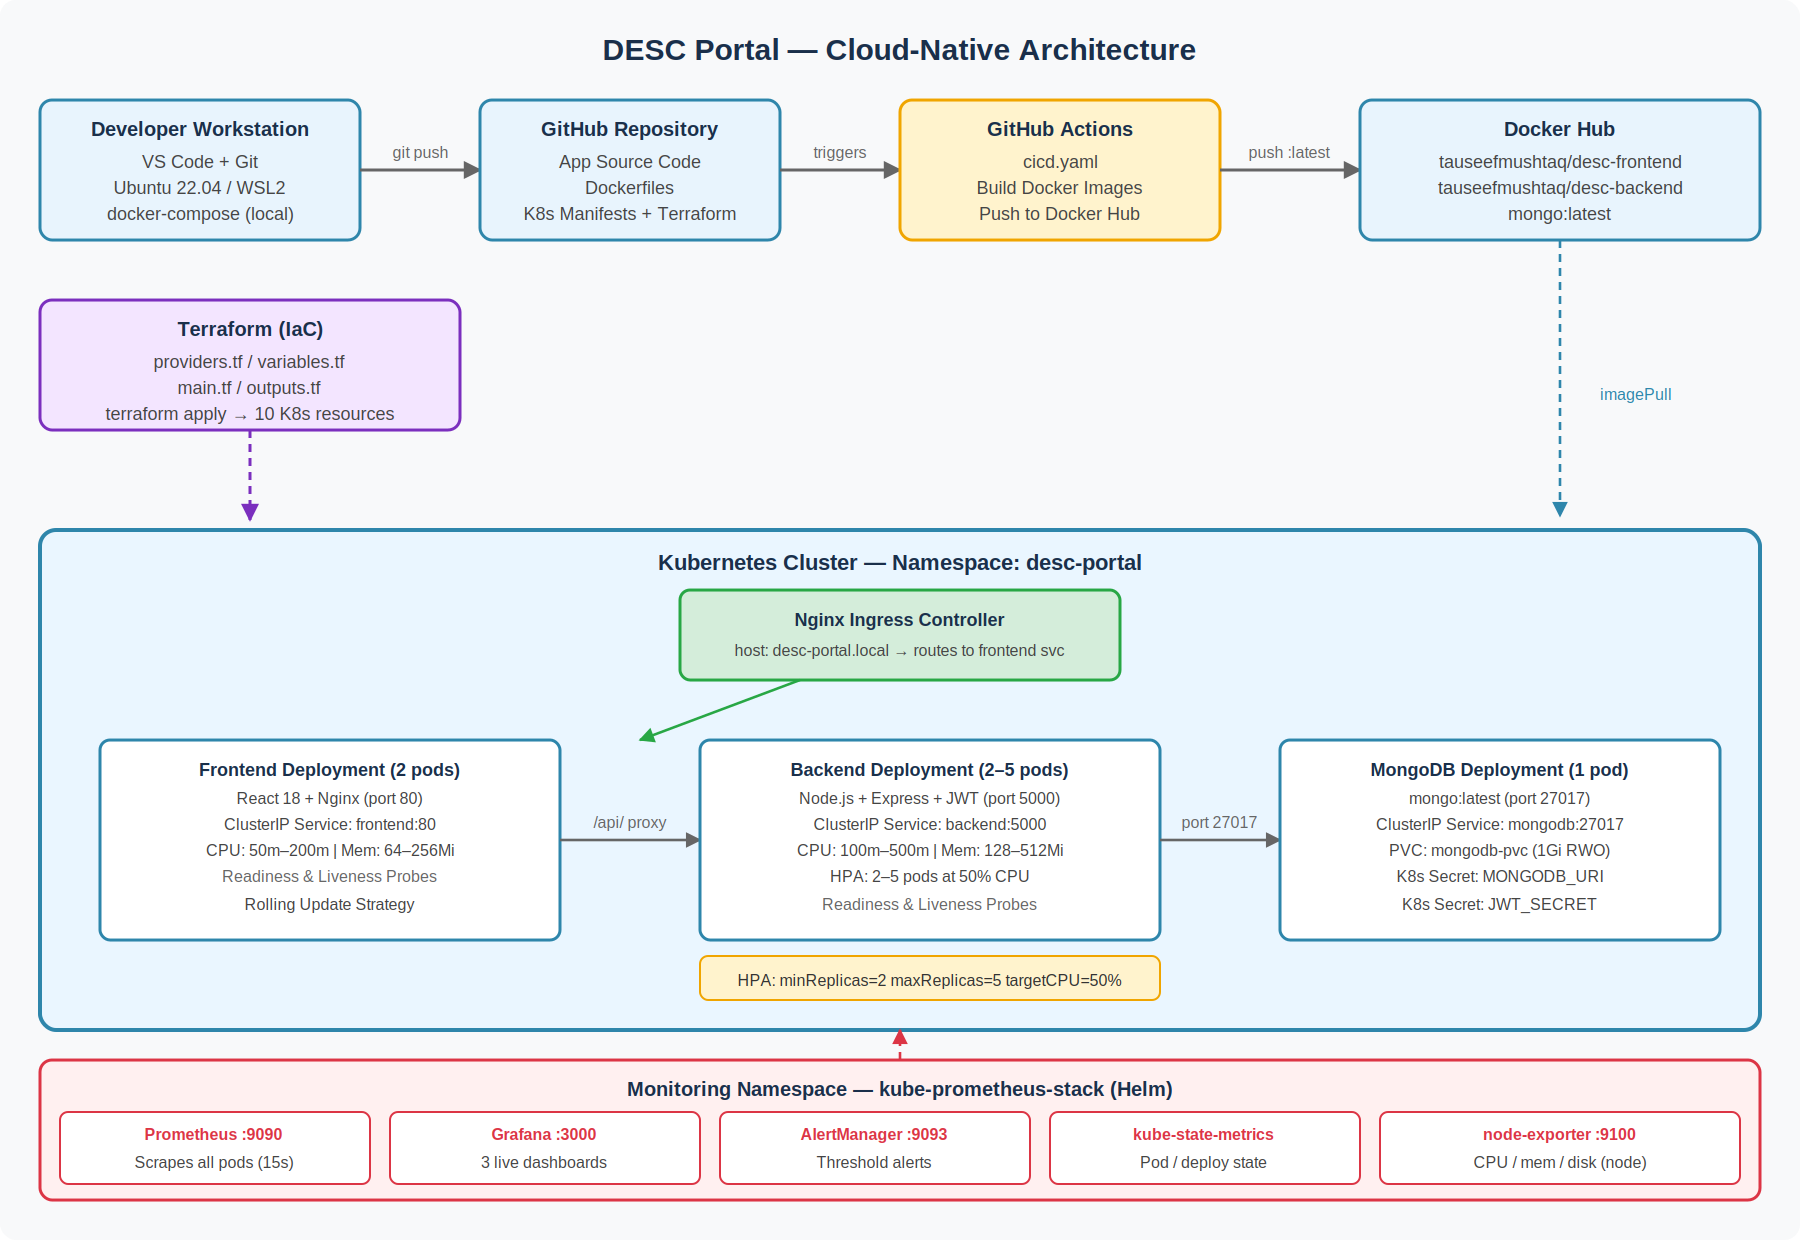 DESC Portal — Cloud-Native Architecture
Developer Workstation
VS Code + Git
Ubuntu 22.04 / WSL2
docker-compose (local)
git push
GitHub Repository
App Source Code
Dockerfiles
K8s Manifests + Terraform
triggers
GitHub Actions
cicd.yaml
Build Docker Images
Push to Docker Hub
push :latest
Docker Hub
tauseefmushtaq/desc-frontend
tauseefmushtaq/desc-backend
mongo:latest
Terraform (IaC)
providers.tf / variables.tf
main.tf / outputs.tf
terraform apply → 10 K8s resources
imagePull
Kubernetes Cluster — Namespace: desc-portal
Nginx Ingress Controller
host: desc-portal.local → routes to frontend svc
Frontend Deployment (2 pods)
React 18 + Nginx (port 80)
ClusterIP Service: frontend:80
CPU: 50m–200m | Mem: 64–256Mi
Readiness & Liveness Probes
Rolling Update Strategy
/api/ proxy
Backend Deployment (2–5 pods)
Node.js + Express + JWT (port 5000)
ClusterIP Service: backend:5000
CPU: 100m–500m | Mem: 128–512Mi
HPA: 2–5 pods at 50% CPU
Readiness & Liveness Probes
port 27017
MongoDB Deployment (1 pod)
mongo:latest (port 27017)
ClusterIP Service: mongodb:27017
PVC: mongodb-pvc (1Gi RWO)
K8s Secret: MONGODB_URI
K8s Secret: JWT_SECRET
HPA: minReplicas=2 maxReplicas=5 targetCPU=50%
Monitoring Namespace — kube-prometheus-stack (Helm)
Prometheus :9090
Scrapes all pods (15s)
Grafana :3000
3 live dashboards
AlertManager :9093
Threshold alerts
kube-state-metrics
Pod / deploy state
node-exporter :9100
CPU / mem / disk (node)